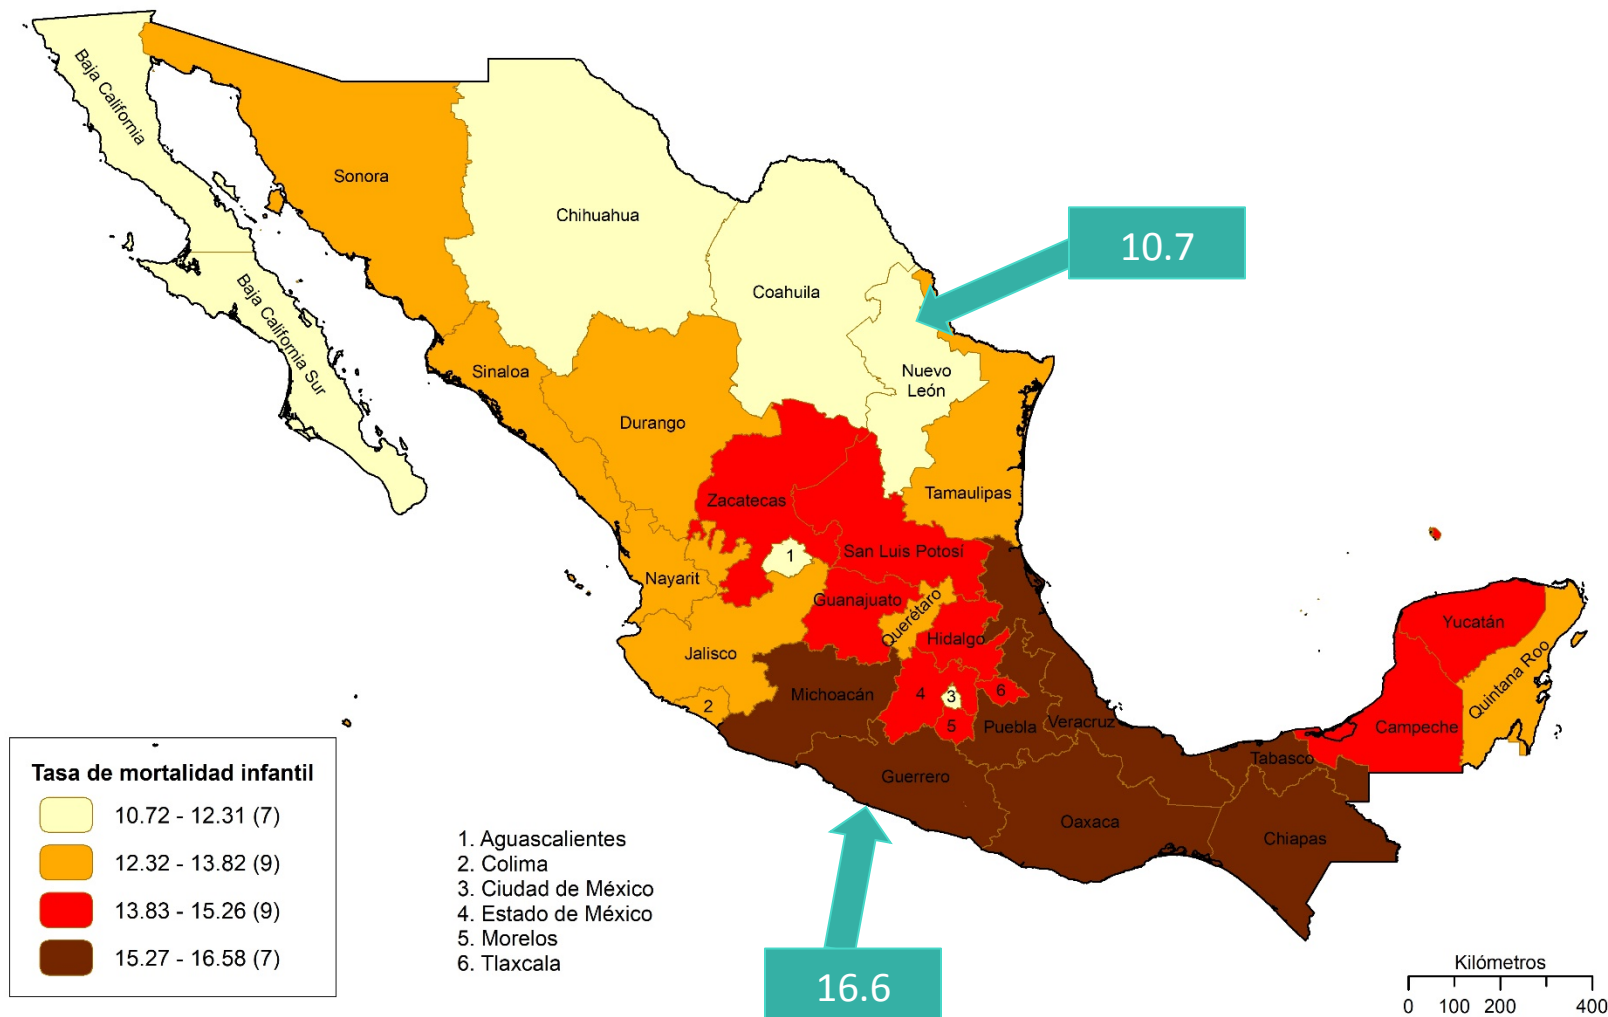 Baja California
Sonora
Chihuahua
10.7
Coahuila
Baja California Sur
Sinaloa
Nuevo
León
Durango
Zacatecas
Tamaulipas
1
San Luis Potosí
Nayarit
Guanajuato
Querétaro
Hidalgo
Yucatán
Jalisco
Quintana Roo
Michoacán
4
3
6
2
5
Puebla
Veracruz
Campeche
Tabasco
Guerrero
Oaxaca
Chiapas
Tasa de mortalidad infantil
10.72 - 12.31 (7)
12.32 - 13.82 (9)
13.83 - 15.26 (9)
15.27 - 16.58 (7)
1. Aguascalientes
2. Colima
3. Ciudad de México
4. Estado de México
5. Morelos
6. Tlaxcala
16.6
Kilómetros
0 100 200 400